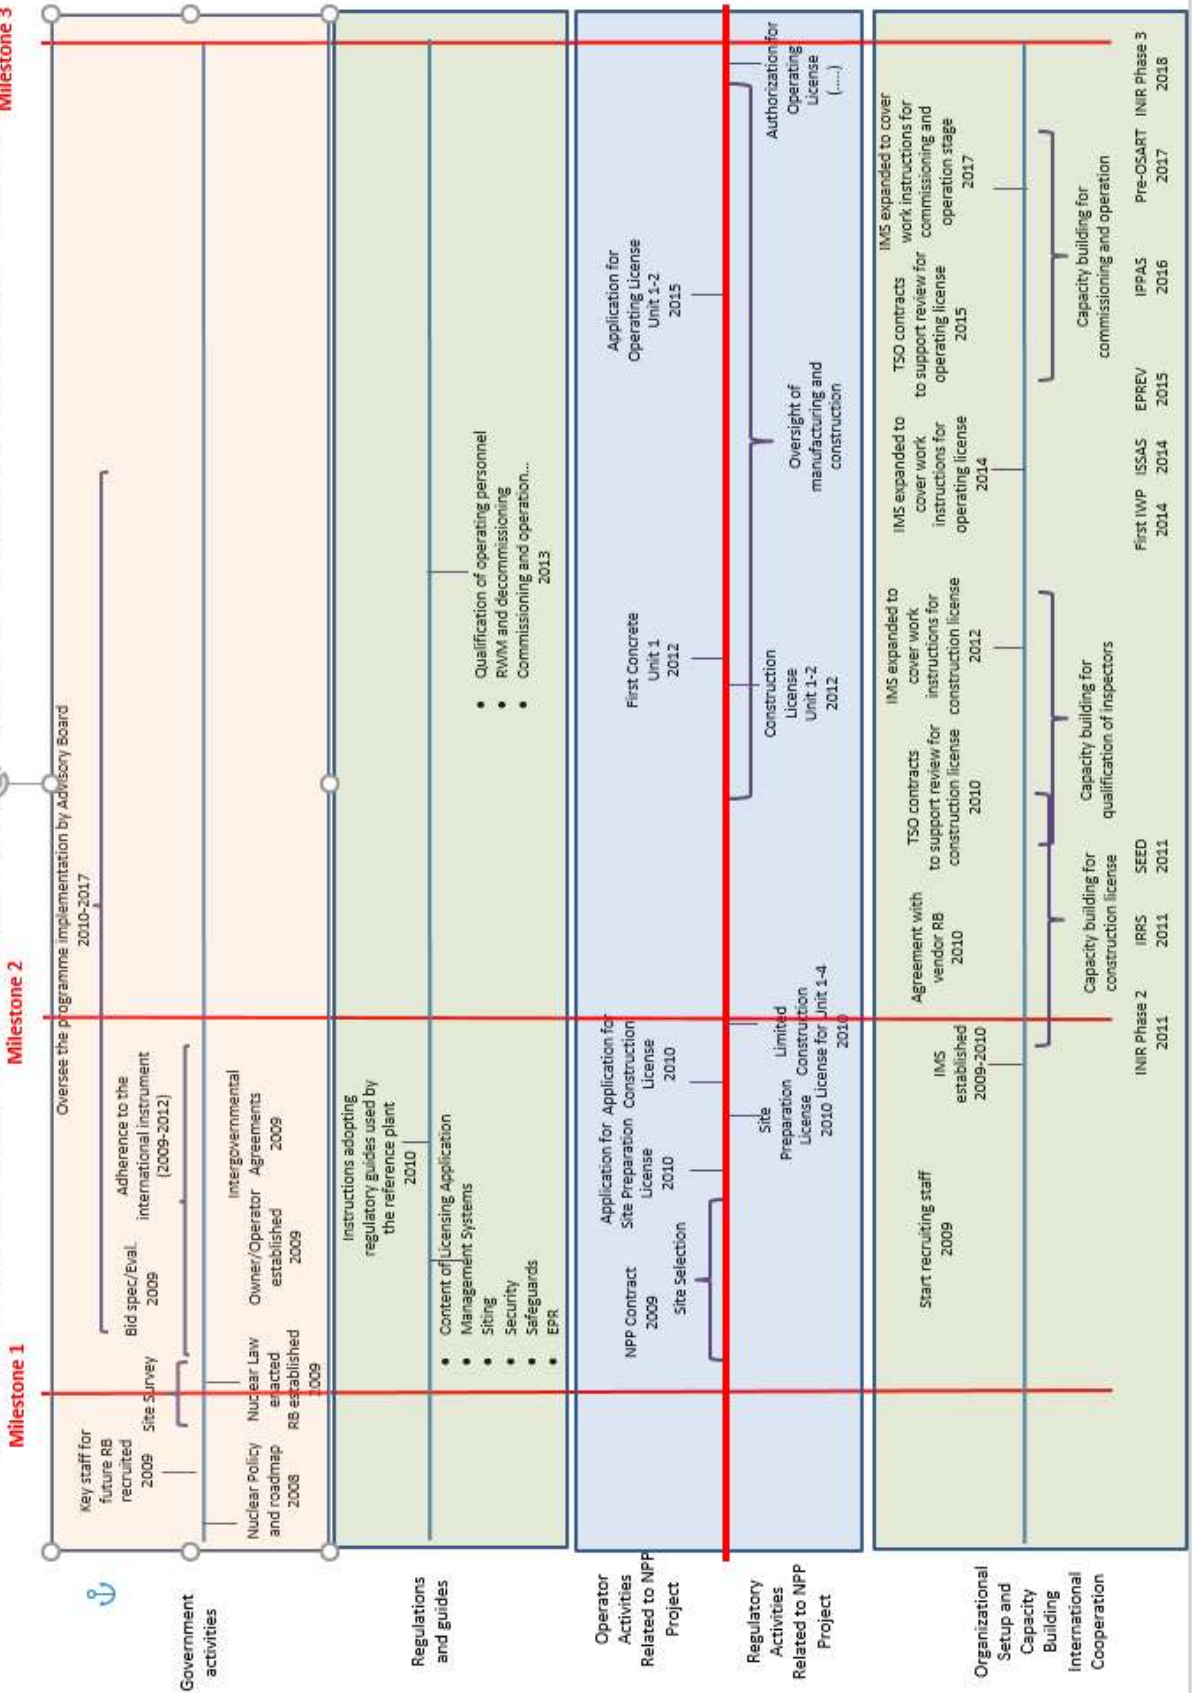 Milestone 1
Milestone 2
Milestone 3
Government
activities
Oversee the programme implementation by Advisory Board
2010-2017
Key staff for
future RB
recruited
2009
Site Survey
Bid spec/Eval.
2009
Adherence to the
international instrument
(2009-2012)
Nuclear Policy
and roadmap
2008
Nuclear Law
enacted
RB established
2009
Owner/Operator
established
2009
Intergovernmental
Agreements
2009
Regulations
and guides
Instructions adopting
regulatory guides used by
the reference plant
2010
• Content of Licensing Application
• Management Systems
• Siting
• Security
• Safeguards
• EPR
• Qualification of operating personnel
• RWM and decommissioning
• Commissioning and operation...
2013
Operator
Activities
Related to NPP
Project
NPP Contract
2009
Site Selection
Application for
Site Preparation
License
2010
Application for
Construction
License
2010
First Concrete
Unit 1
2012
Application for
Operating License
Unit 1-2
2015
Regulatory
Activities
Related to NPP
Project
Site
Preparation
License
2010
Limited
Construction
License for Unit 1-4
2010
Construction
License
Unit 1-2
2012
Oversight of
manufacturing and
construction
Authorization for
Operating
License
(.....)
Organizational
Setup and
Capacity
Building
International
Cooperation
Start recruiting staff
2009
IMS
established
2009-2010
Agreement with
vendor RB
2010
TSO contracts
to support review for
construction license
2010
IMS expanded to
cover work
instructions for
construction license
2012
IMS expanded to
cover work
instructions for
operating license
2014
TSO contracts
to support review for
operating license
2015
IMS expanded to cover
work instructions for
commissioning and
operation stage
2017
Capacity building for
construction license
Capacity building for
qualification of inspectors
Capacity building for
commissioning and operation
INIR Phase 2
2011
IRRS
2011
SEED
2011
First IWP
2014
ISSAS
2014
EPREV
2015
IPPAS
2016
Pre-OSART
2017
INIR Phase 3
2018